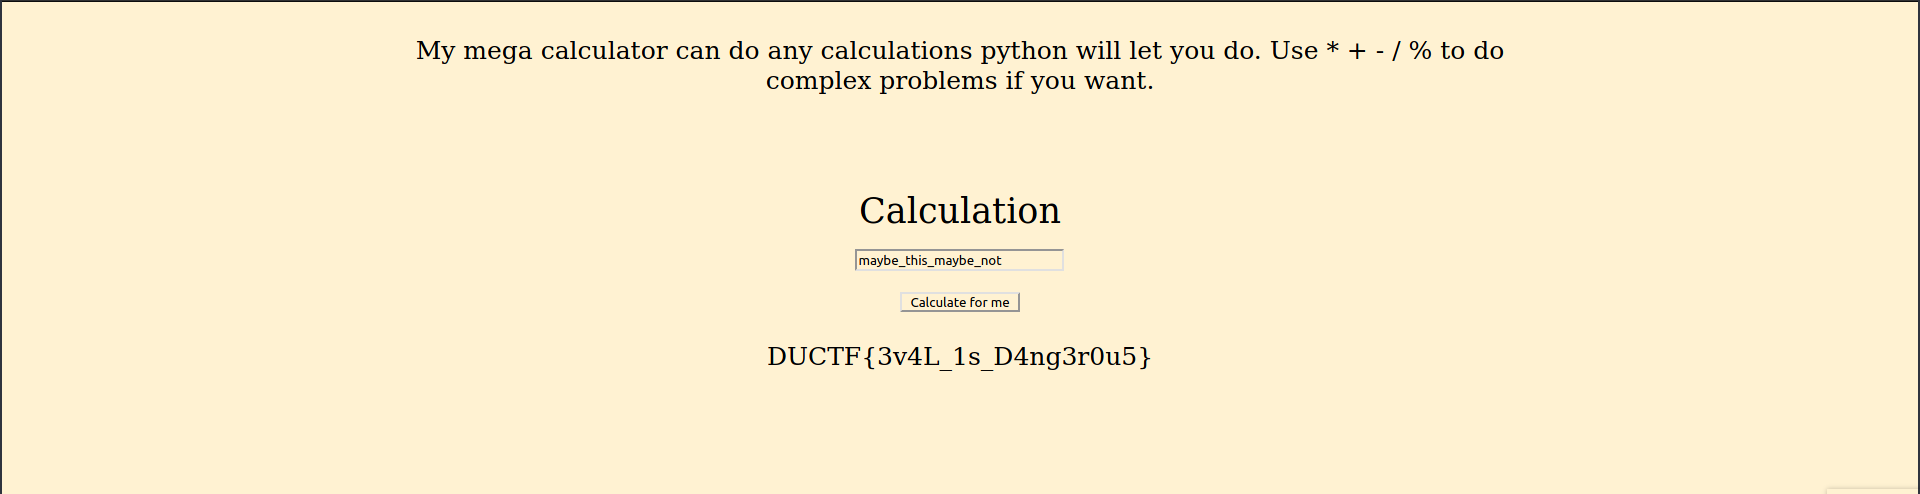 My mega calculator can do any calculations python will let you do. Use * + - / % to do
complex problems if you want.
Calculation
maybe_this_maybe_not
Calculate for me
DUCTF{3v4L_1s_D4ng3r0u5}